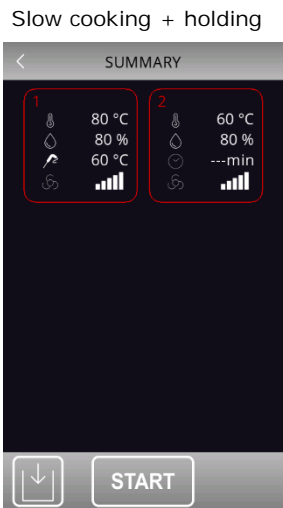 Slow cooking + holding
SUMMARY
1
80 °C
80 %
60 °C
2
60 °C
80 %
---min
START